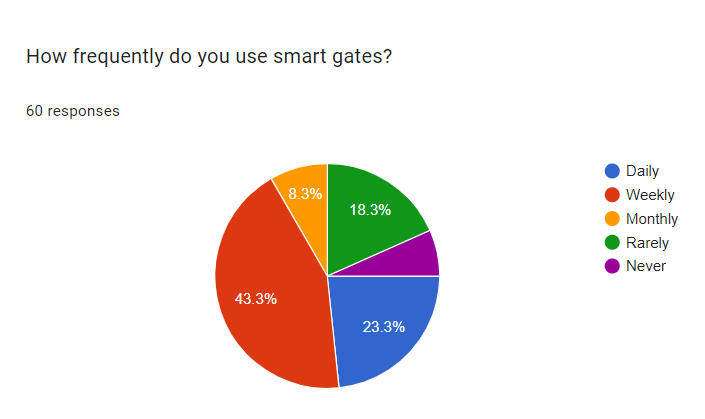 How frequently do you use smart gates?
60 responses
8.3%
18.3%
43.3%
23.3%
Daily
Weekly
Monthly
Rarely
Never